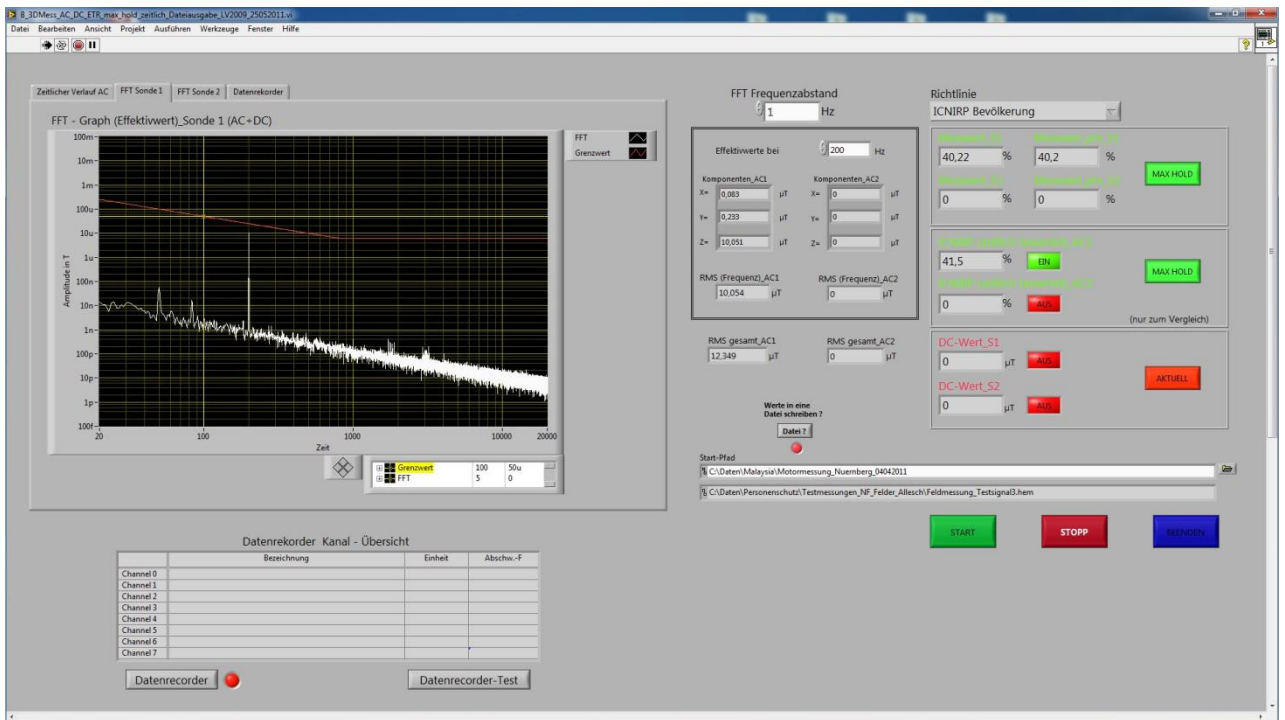 B_3DMess_AC_DC_ETR_max_hold_zeitlich_Dateiausgabe_LV2009_25052011.vi
Datei Bearbeiten Ansicht Projekt Ausführen Werkzeuge Fenster Hilfe
Zeitlicher Verlauf AC FFT Sonde 1 FFT Sonde 2 Datenrekorder
FFT - Graph (Effektivwert)_Sonde 1 (AC+DC)
FFT
Grenzwert
100m
10m
1m
100u
10u
1u
100n
10n
1n
100p
10p
1p
100f
Amplitude in T
20 100 1000 10000 20000
Zeit
Grenzwert 100 50u
FFT 5 0
FFT Frequenzabstand
1 Hz
Effektivwerte bei 200 Hz
Komponenten_AC1 Komponenten_AC2
X= 0,083 µT X= 0 µT
Y= 0,233 µT Y= 0 µT
Z= 10,051 µT Z= 0 µT
RMS (Frequenz)_AC1 RMS (Frequenz)_AC2
10,054 µT 0 µT
RMS gesamt_AC1 RMS gesamt_AC2
12,349 µT 0 µT
Werte in eine
Datei schreiben ?
Datei ?
Richtlinie
ICNIRP Bevölkerung
40,22 % 40,2 %
MAX HOLD
0 % 0 %
41,5 % EIN
MAX HOLD
0 % AUS
(nur zum Vergleich)
DC-Wert_S1
0 µT AUS
AKTUELL
DC-Wert_S2
0 µT AUS
Start-Pfad
C:\Daten\Malaysia\Motormessung_Nuernberg_04042011
C:\Daten\Personenschutz\Testmessungen_NF_Felder_Allesch\Feldmessung_Testsignal3.hem
START STOPP BEENDEN
Datenrekorder Kanal - Übersicht
Bezeichnung Einheit Abschw.-F
Channel 0
Channel 1
Channel 2
Channel 3
Channel 4
Channel 5
Channel 6
Channel 7
Datenrecorder Datenrecorder-Test